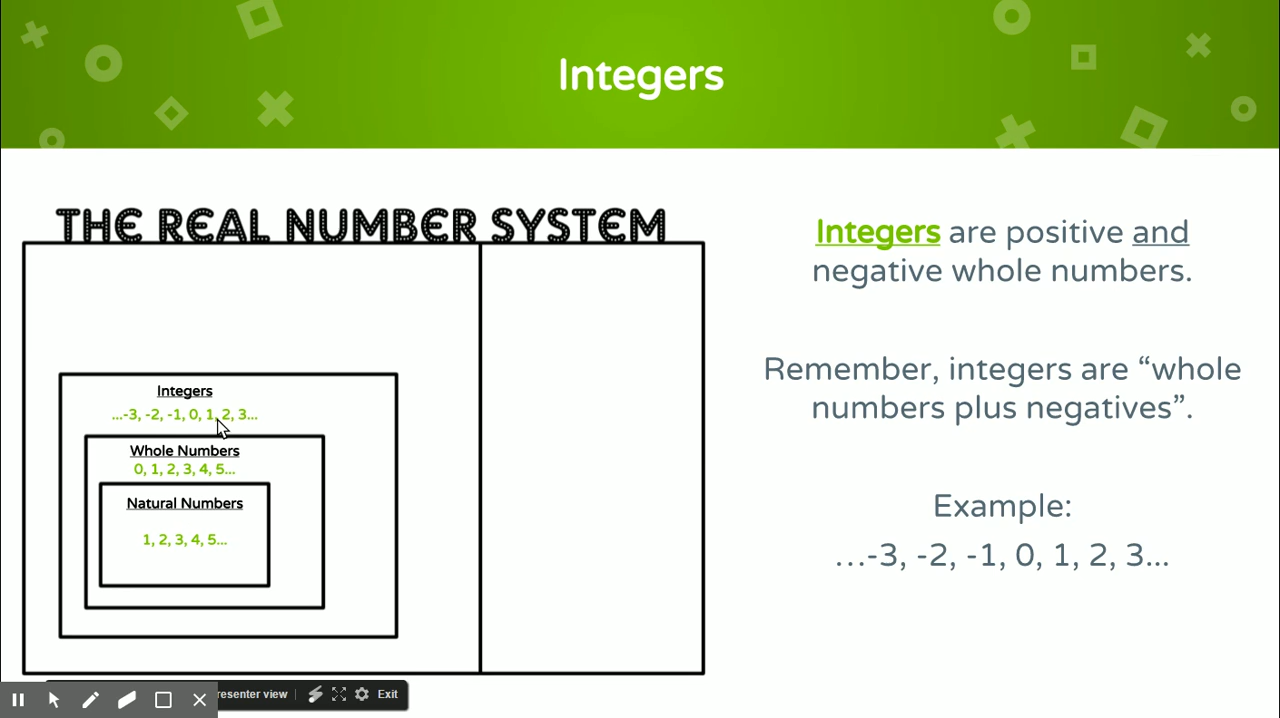 Integers
THE REAL NUMBER SYSTEM
Integers
...-3, -2, -1, 0, 1, 2, 3...
Whole Numbers
0, 1, 2, 3, 4, 5...
Natural Numbers
1, 2, 3, 4, 5...
Integers are positive and
negative whole numbers.
Remember, integers are “whole
numbers plus negatives”.
Example:
...-3, -2, -1, 0, 1, 2, 3...
view
Exit